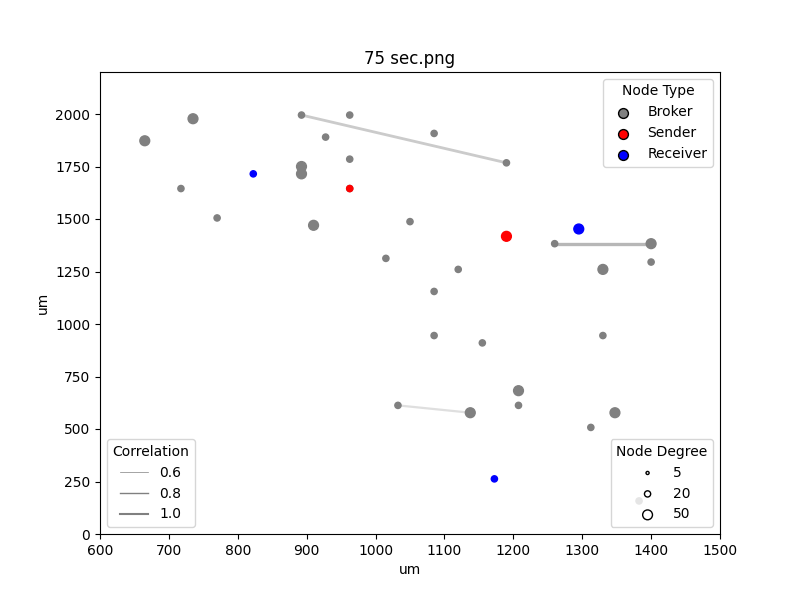 75 sec.png
Node Type
Broker
Sender
Receiver
2000
1750
1500
1250
1000
750
500
250
0
um
Correlation
0.6
0.8
1.0
Node Degree
5
20
50
600 700 800 900 1000 1100 1200 1300 1400 1500
um